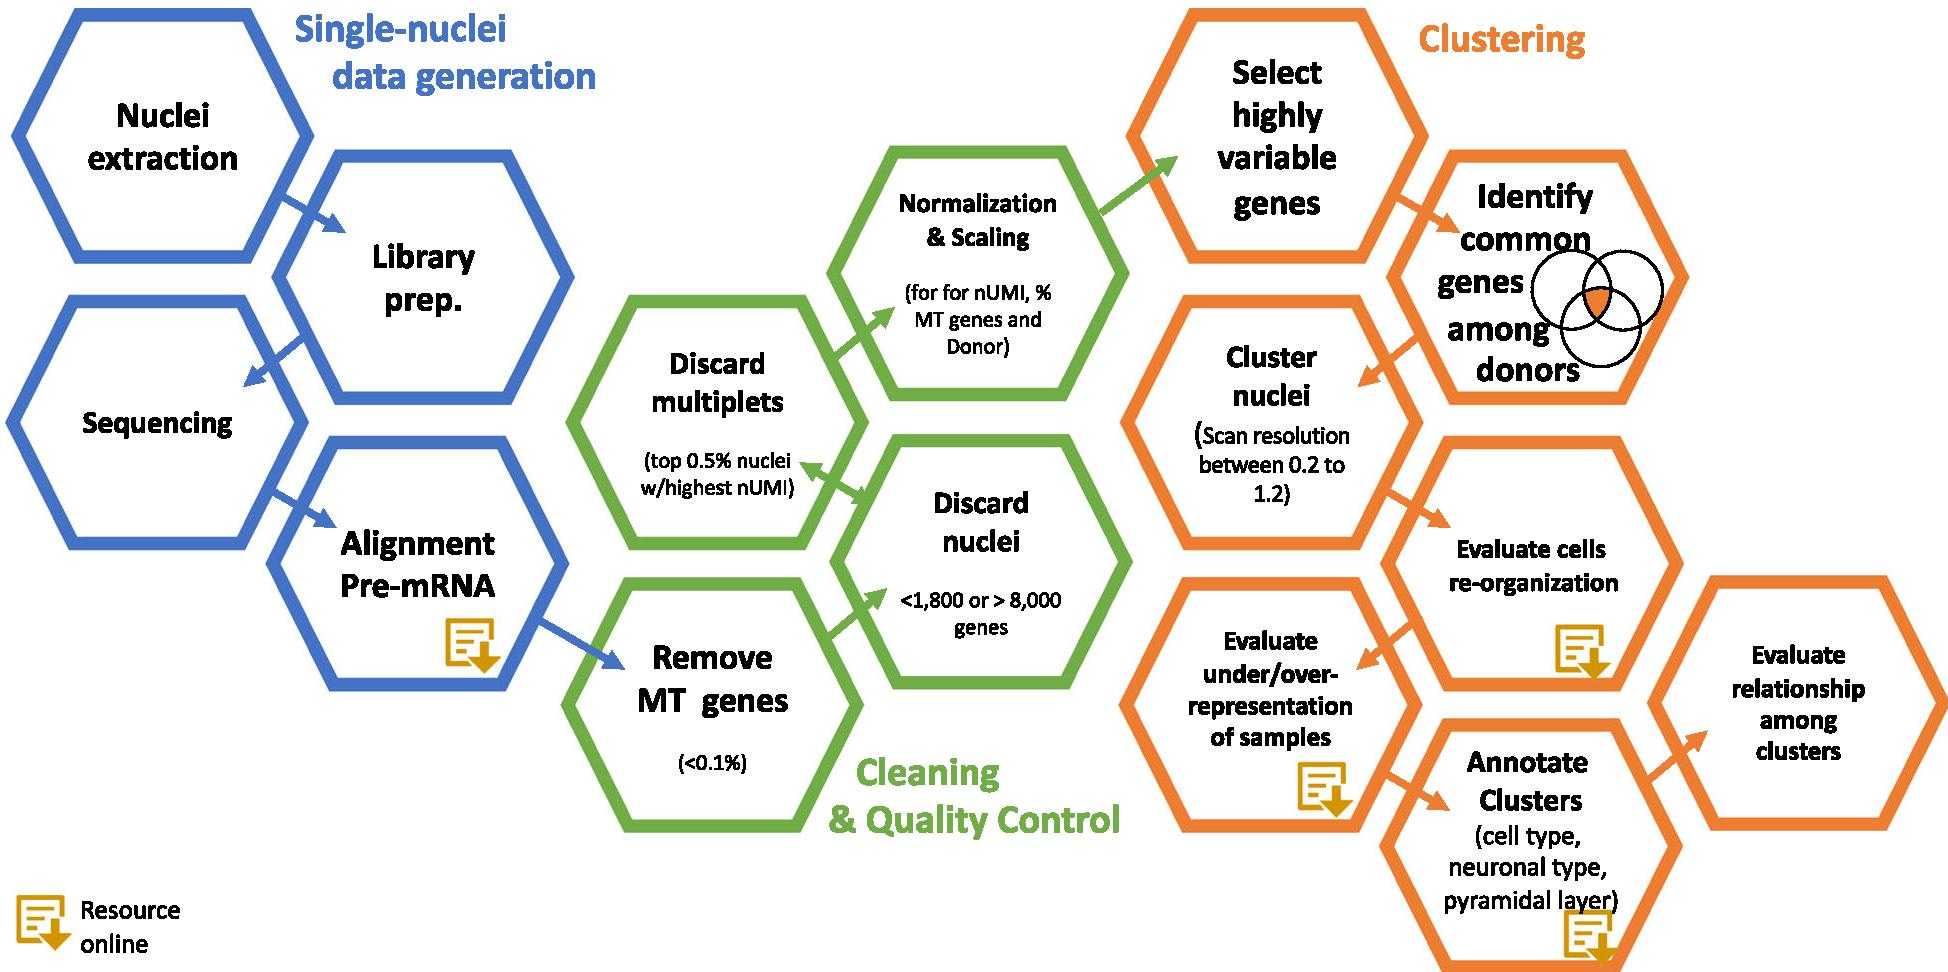 Single-nuclei
data generation
Nuclei
extraction
Library
prep.
Sequencing
Alignment
Pre-mRNA
Remove
MT genes
(<0.1%)
Cleaning
& Quality Control
Discard
nuclei
<1,800 or > 8,000
genes
Discard
multiplets
(top 0.5% nuclei
w/highest nUMI)
Normalization
& Scaling
(for for nUMI, %
MT genes and
Donor)
Clustering
Select
highly
variable
genes
Identify
common
genes
among
donors
Cluster
nuclei
(Scan resolution
between 0.2 to
1.2)
Evaluate cells
re-organization
Evaluate
under/over-
representation
of samples
Annotate
Clusters
(cell type,
neuronal type,
pyramidal layer)
Evaluate
relationship
among
clusters
Resource
online